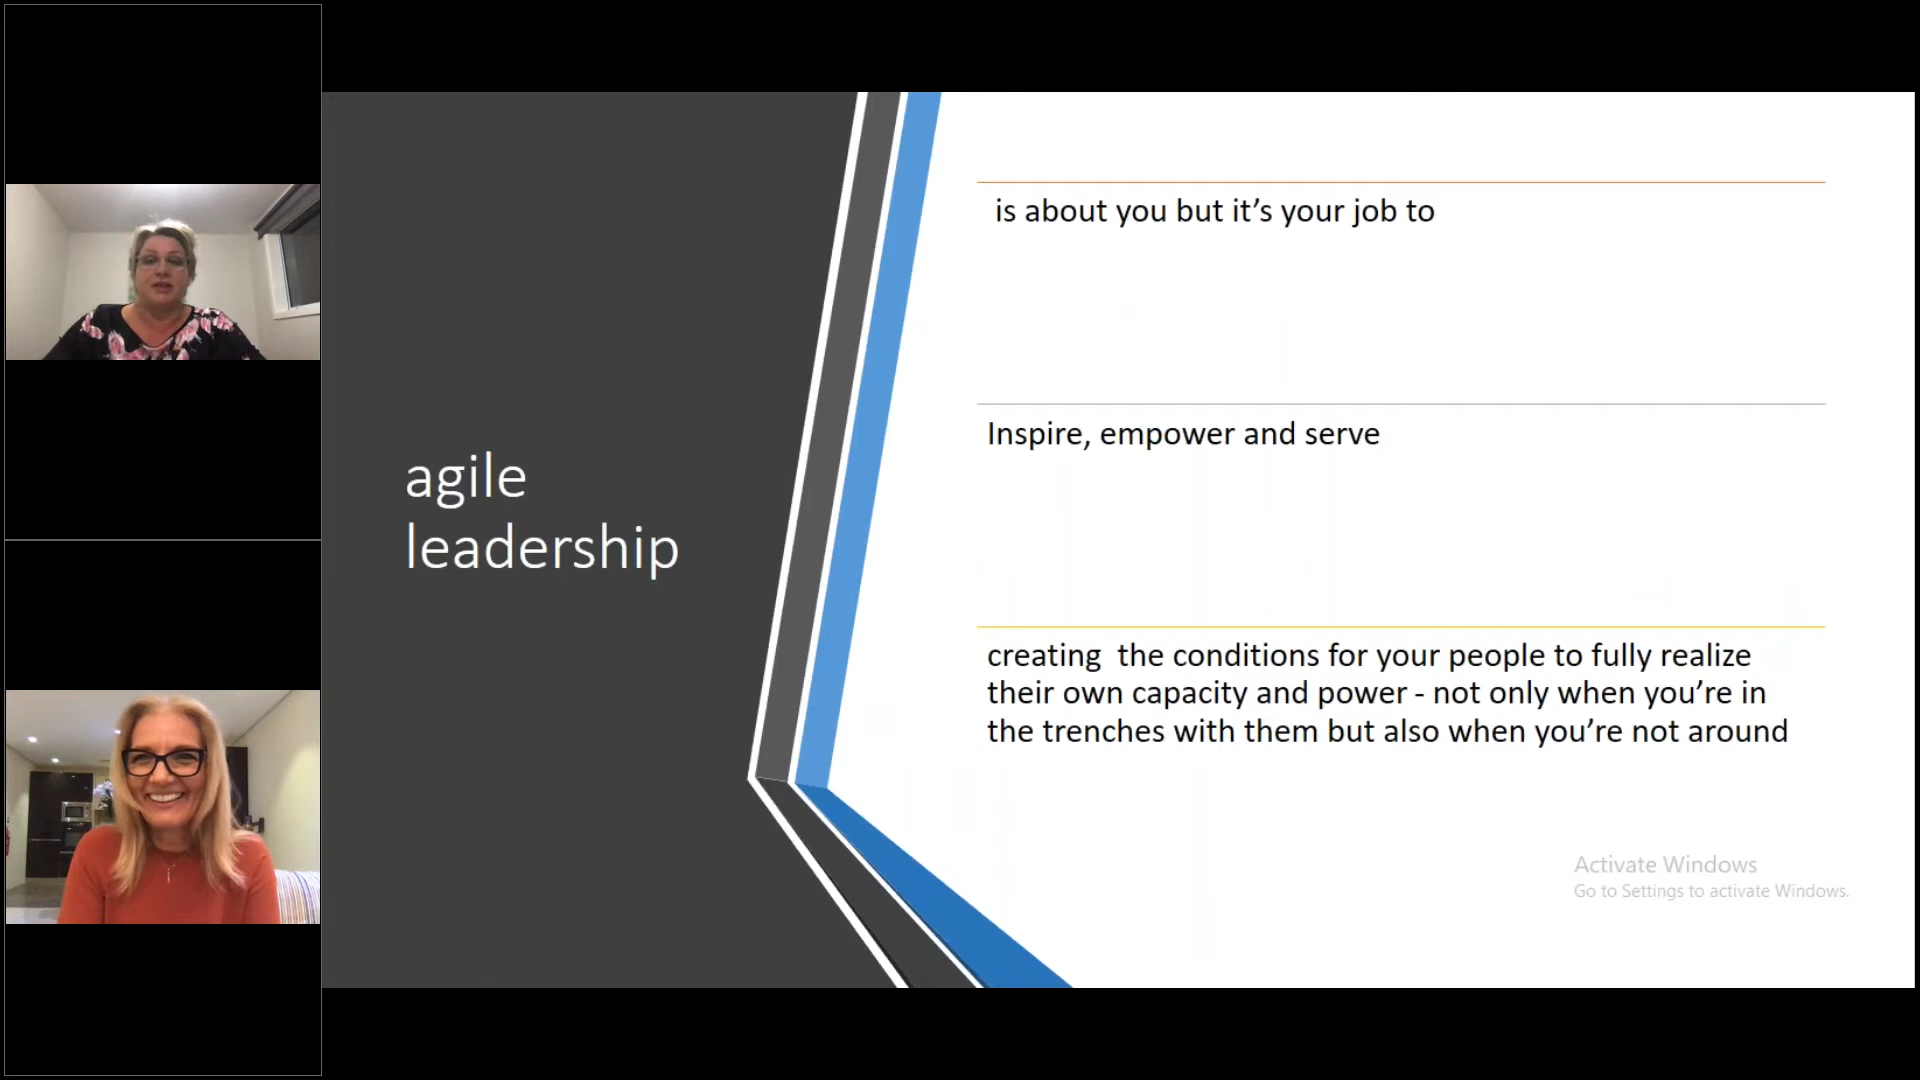 agile
leadership
is about you but it’s your job to
Inspire, empower and serve
creating  the conditions for your people to fully realize
their own capacity and power - not only when you’re in
the trenches with them but also when you’re not around
Activate Windows
Go to Settings to activate Windows.